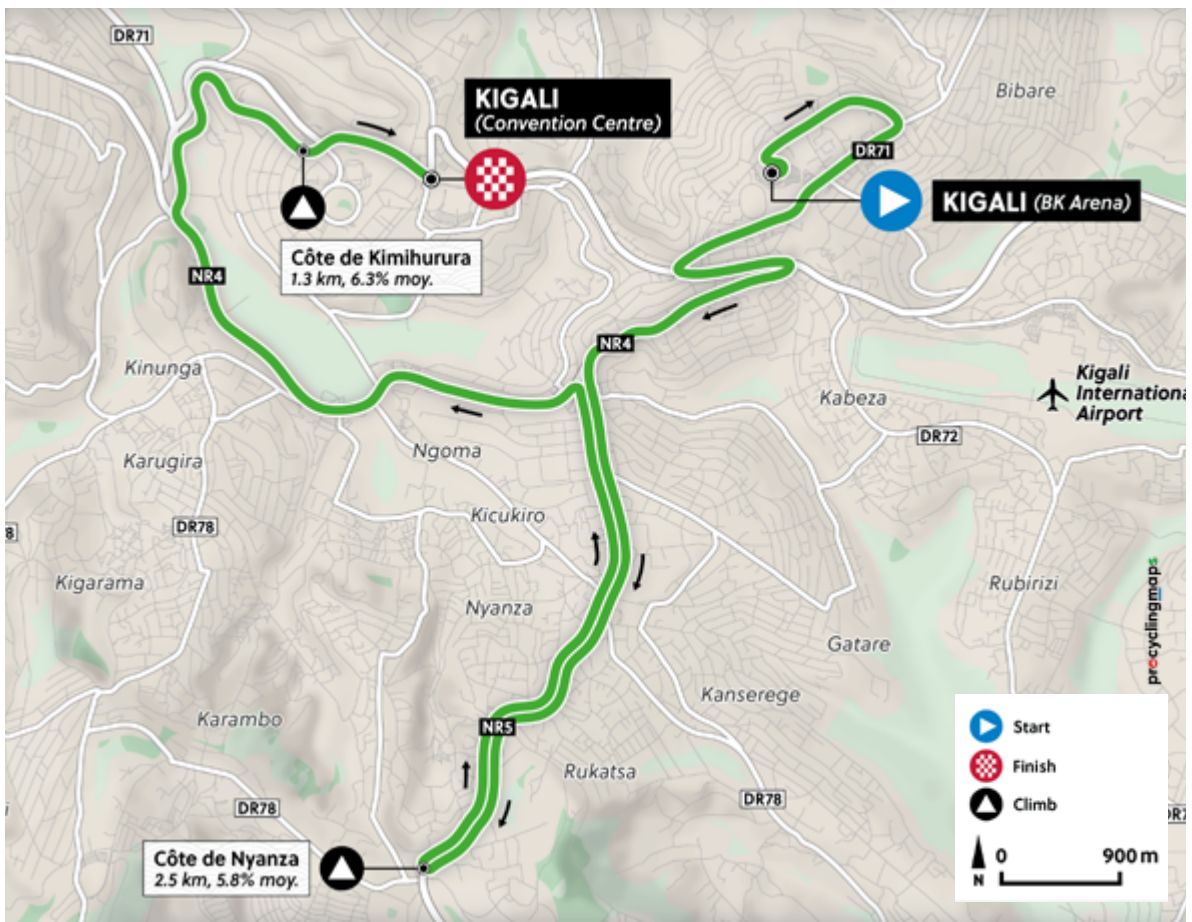 DR71
KIGALI
(Convention Centre)
Bibare
DR71
KIGALI (BK Arena)
Côte de Kimihurura
1.3 km, 6.3% moy.
NR4
NR4
Kinunga
Kigali
Internationa
Airport
Kabeza
DR72
Ngoma
Karugira
Kicukiro
DR78
8
Kigarama
Nyanza
Rubirizi
procyclingmaps
Gatare
Kanserege
Karambo
NR5
Rukatsa
DR78
DR78
Côte de Nyanza
2.5 km, 5.8% moy.
Start
Finish
Climb
N
0 900 m